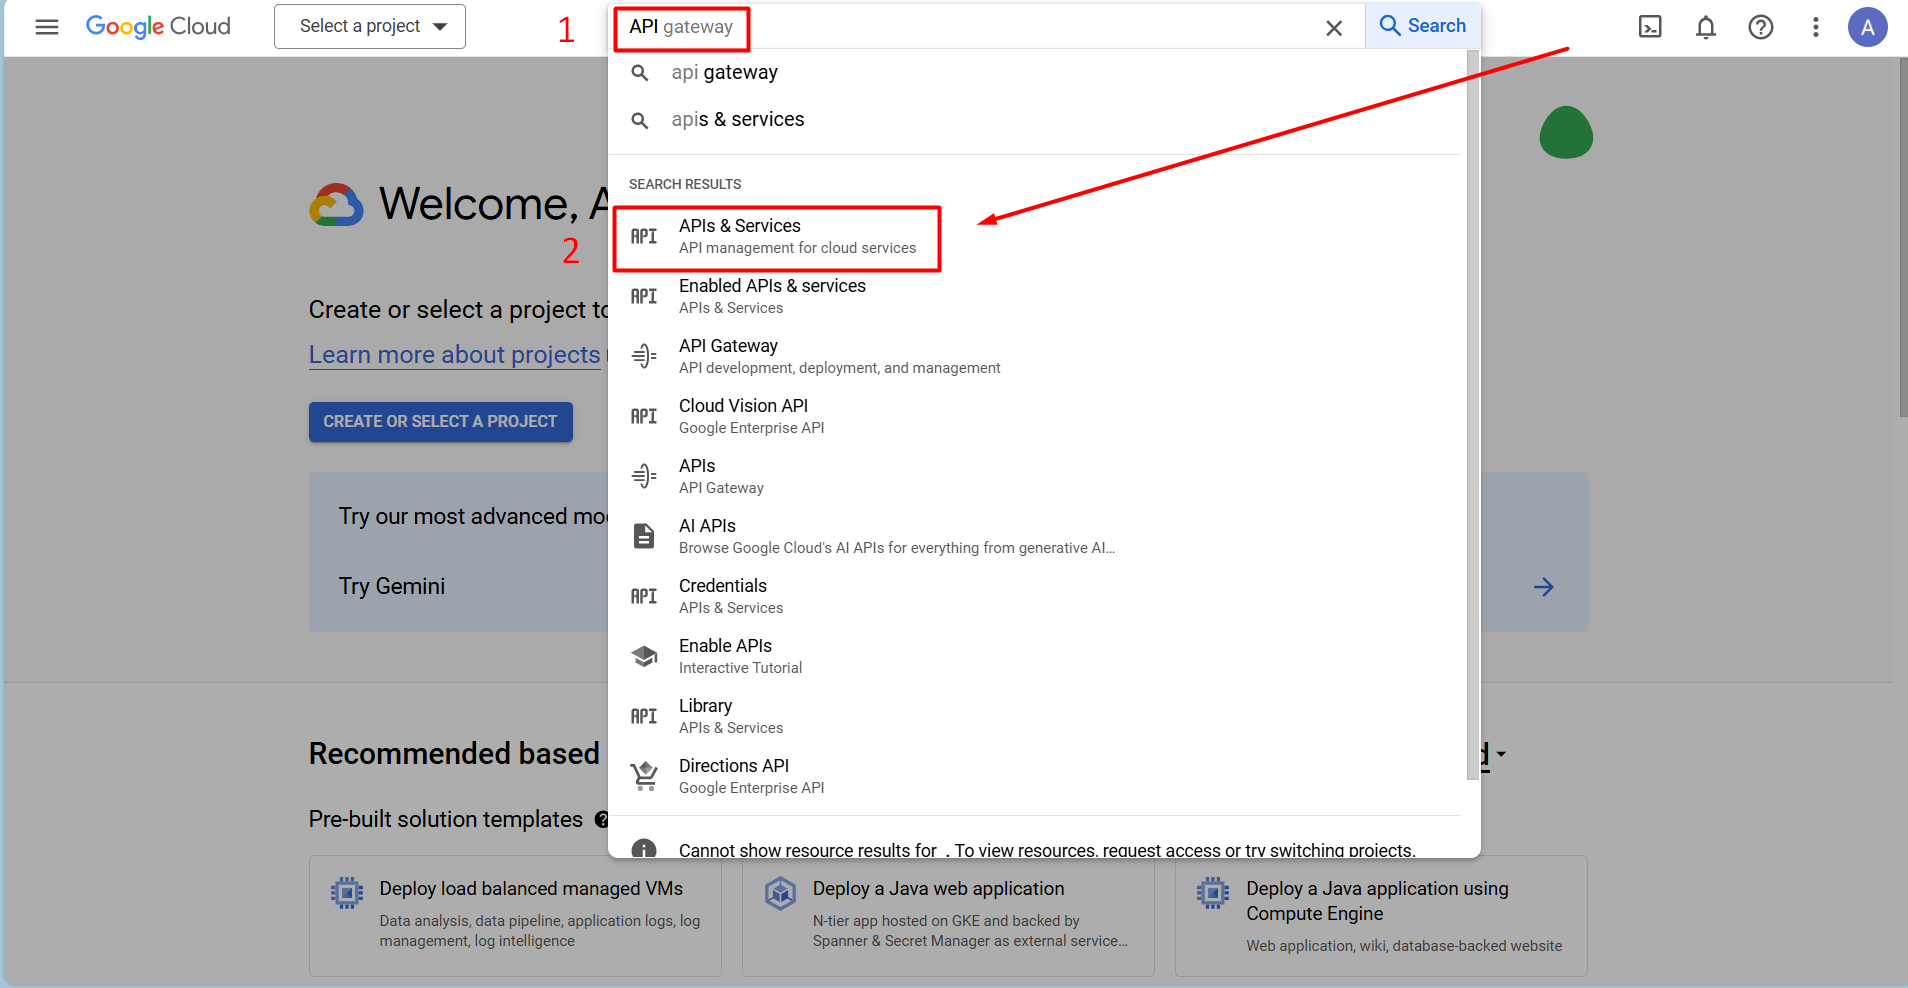 Google Cloud
Select a project
1
API gateway
Search
A
api gateway
apis & services
SEARCH RESULTS
APIs & Services
API management for cloud services
2
Enabled APIs & services
APIs & Services
API Gateway
API development, deployment, and management
Cloud Vision API
Google Enterprise API
APIs
API Gateway
AI APIs
Browse Google Cloud's AI APIs for everything from generative AI...
Credentials
APIs & Services
Enable APIs
Interactive Tutorial
Library
APIs & Services
Directions API
Google Enterprise API
Cannot show resource results for . To view resources, request access or try switching projects.
Welcome, A
Create or select a project to
Learn more about projects
CREATE OR SELECT A PROJECT
Try our most advanced
Try Gemini
Recommended based
Pre-built solution templates
Deploy load balanced managed VMs
Data analysis, data pipeline, application logs, log
management, log intelligence
Deploy a Java web application
N-tier app hosted on GKE and backed by
Spanner & Secret Manager as external service...
Deploy a Java application using
Compute Engine
Web application, wiki, database-backed website